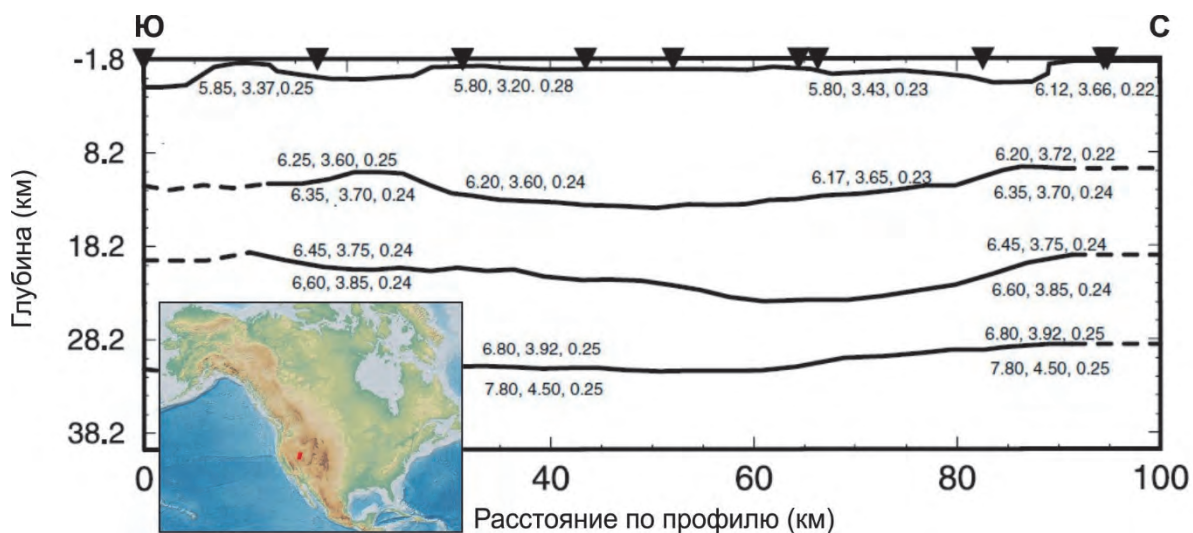 Ю С
-1.8
5.85, 3.37,0.25 5.80, 3.20. 0.28 5.80, 3.43, 0.23 6.12, 3.66, 0.22
8.2
6.25, 3.60, 0.25 6.20, 3.72, 0.22
6.35, 3.70, 0.24 6.20, 3.60, 0.24 6.17, 3.65, 0.23 6.35, 3.70, 0.24
18.2
6.45, 3.75, 0.24 6.45, 3.75, 0.24
6.60, 3.85, 0.24 6.60, 3.85, 0.24
28.2
6.80, 3.92, 0.25 6.80, 3.92, 0.25
7.80, 4.50, 0.25 7.80, 4.50, 0.25
38.2
Глубина (км)
0 40 60 80 100
Расстояние по профилю (км)